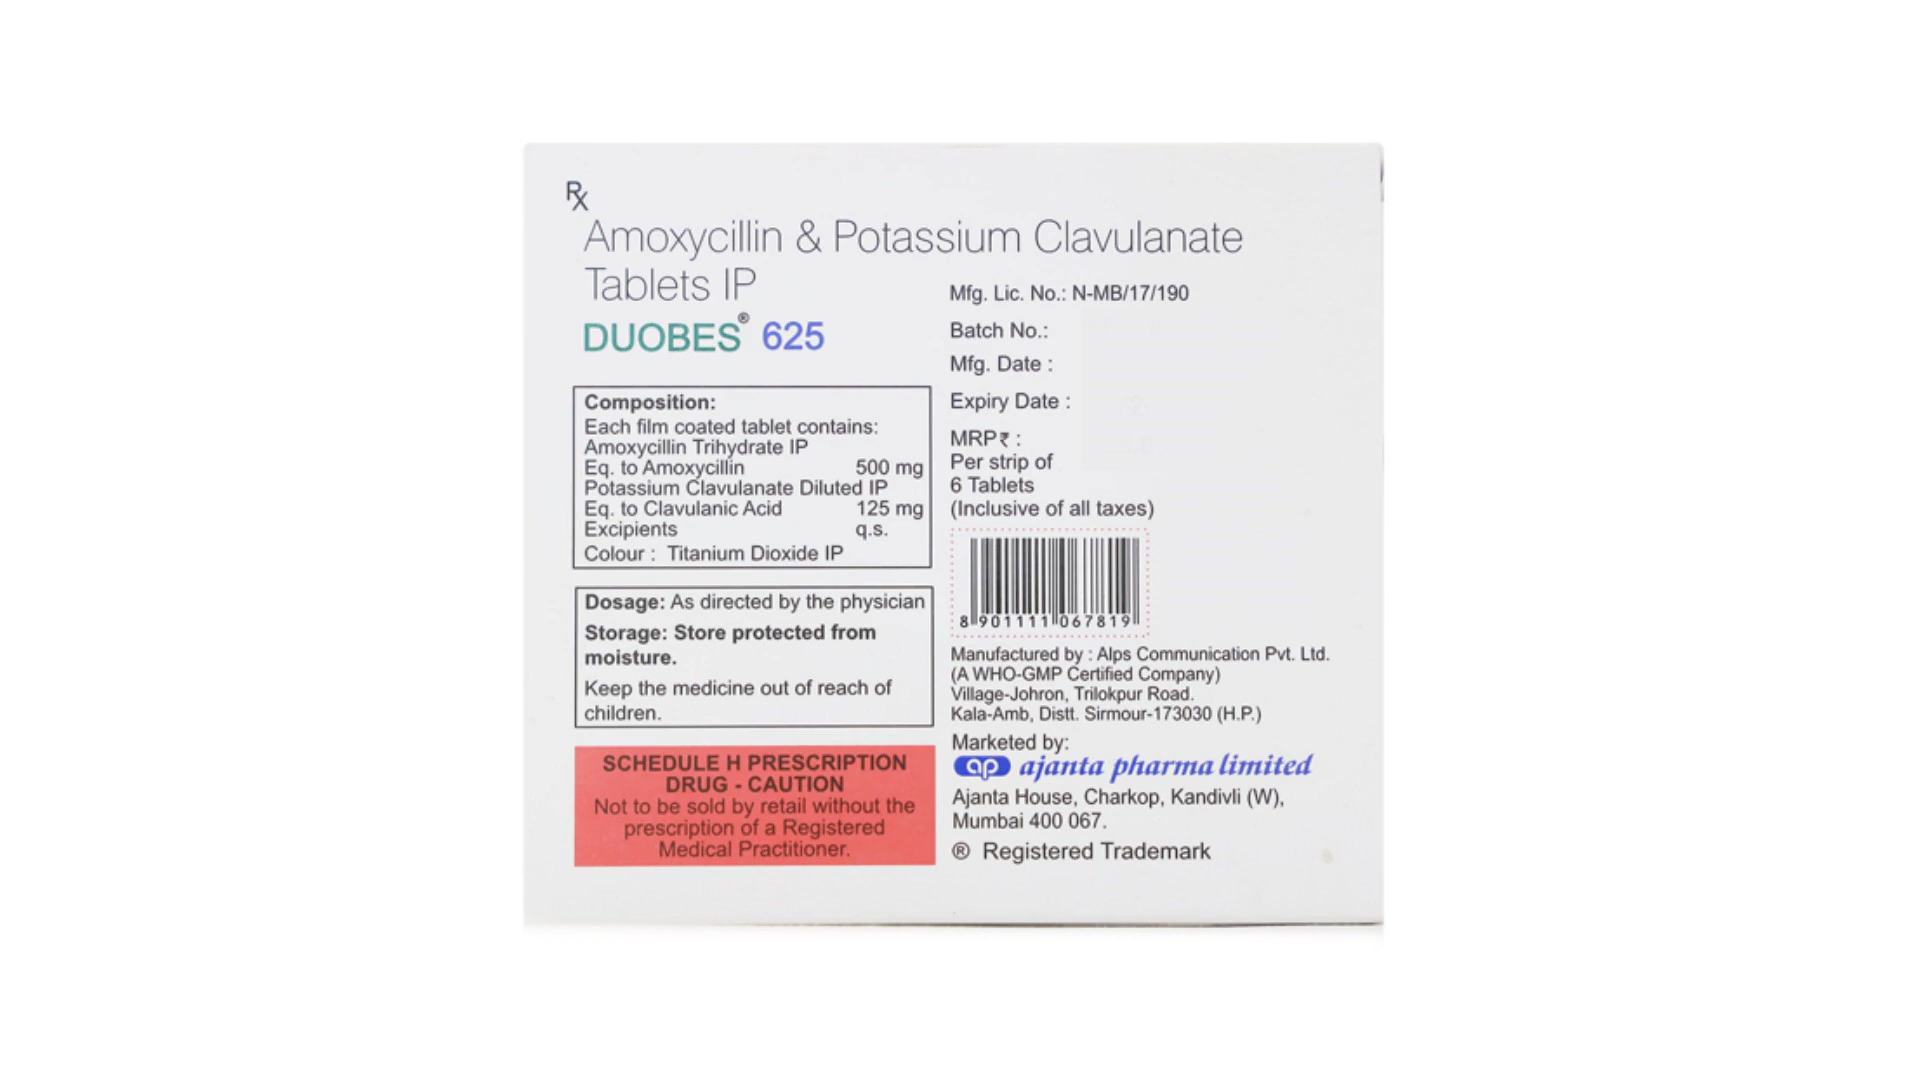 Rx
Amoxycillin & Potassium Clavulanate
Tablets IP
DUOBES® 625
Composition:
Each film coated tablet contains:
Amoxycillin Trihydrate IP
Eq. to Amoxycillin 500 mg
Potassium Clavulanate Diluted IP
Eq. to Clavulanic Acid 125 mg
Excipients q.s.
Colour : Titanium Dioxide IP
Dosage: As directed by the physician
Storage: Store protected from
moisture.
Keep the medicine out of reach of
children.
SCHEDULE H PRESCRIPTION
DRUG - CAUTION
Not to be sold by retail without the
prescription of a Registered
Medical Practitioner.
Mfg. Lic. No.: N-MB/17/190
Batch No.:
Mfg. Date :
Expiry Date :
MRP₹ :
Per strip of
6 Tablets
(Inclusive of all taxes)
8 901111 067819
Manufactured by : Alps Communication Pvt. Ltd.
(A WHO-GMP Certified Company)
Village-Johron, Trilokpur Road.
Kala-Amb, Distt. Sirmour-173030 (H.P.)
Marketed by:
ap ajanta pharma limited
Ajanta House, Charkop, Kandivli (W),
Mumbai 400 067.
® Registered Trademark